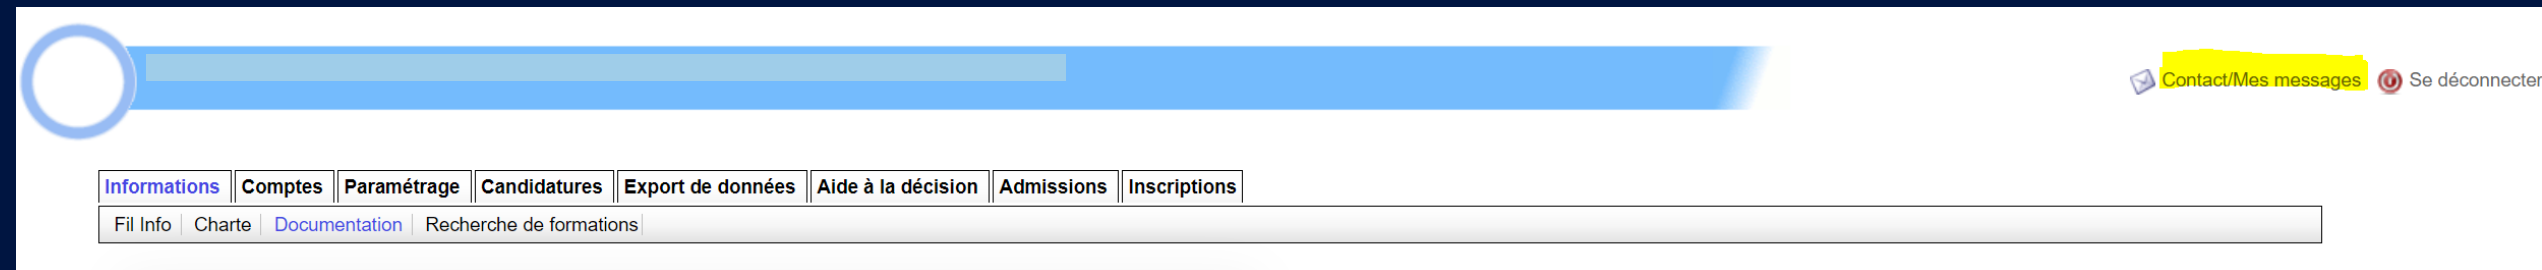 Contact/Mes messages Se déconnecter
Informations Comptes Paramétrage Candidatures Export de données Aide à la décision Admissions Inscriptions
Fil Info Charte Documentation Recherche de formations